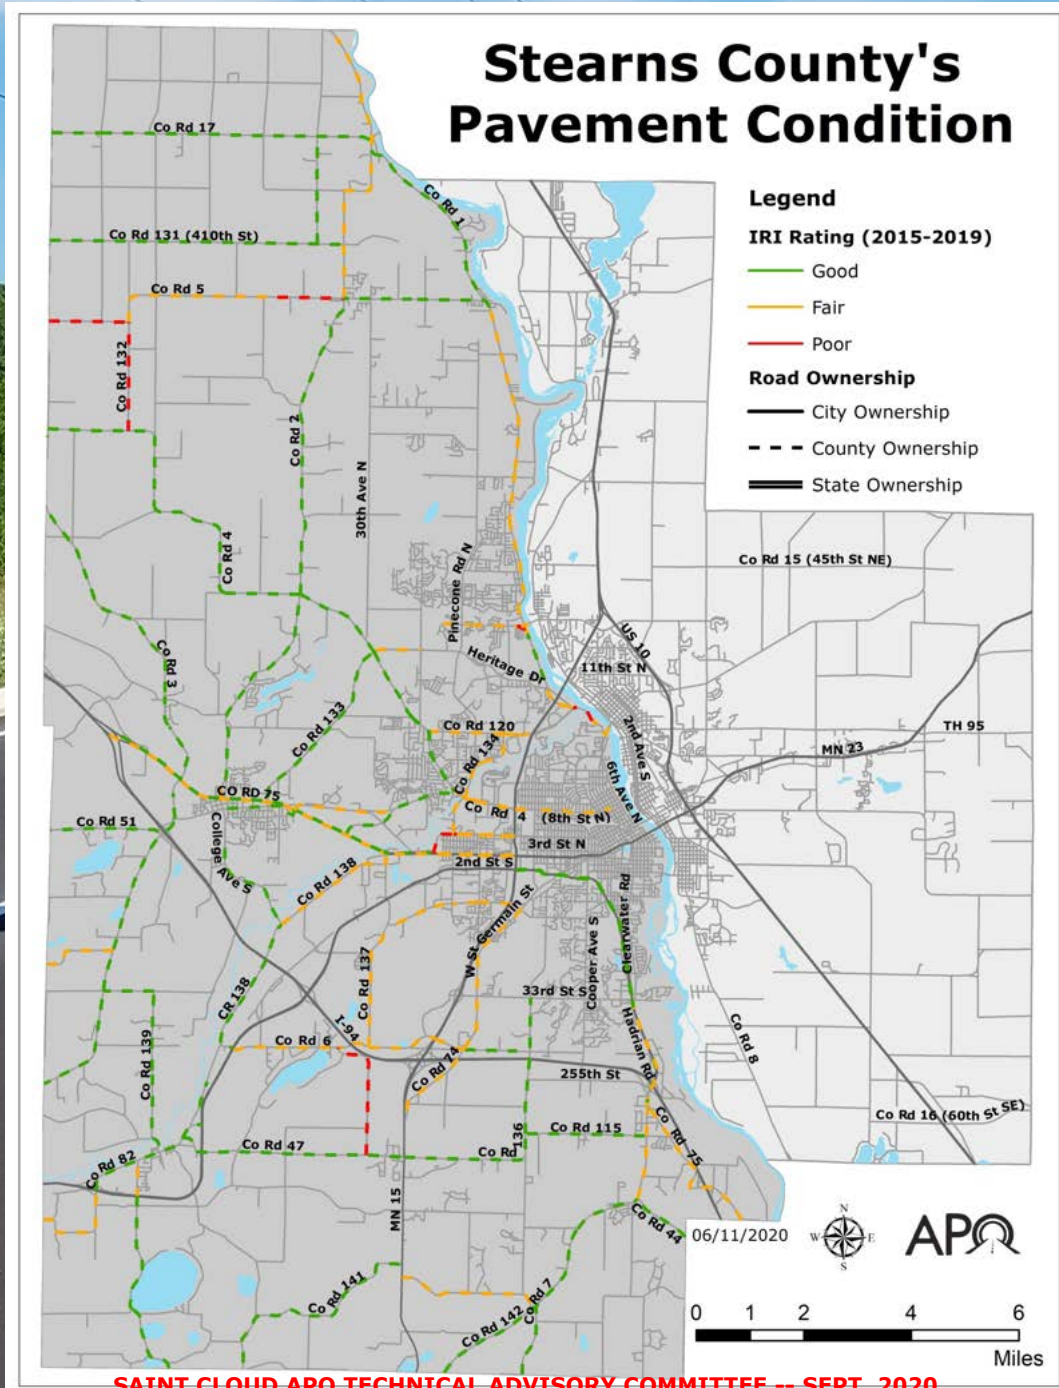 Stearns County's
Pavement Condition
Legend
IRI Rating (2015-2019)
Good
Fair
Poor
Road Ownership
City Ownership
County Ownership
State Ownership
Co Rd 17
Co Rd 1
Co Rd 131 (410th St)
Co Rd 5
Co Rd 132
Co Rd 2
30th Ave N
Co Rd 4
Pinecone Rd N
Co Rd 15 (45th St NE)
US 10
Heritage Dr
11th St N
Co Rd 3
Co Rd 133
Co Rd 120
2nd Ave S
TH 95
MN 23
Co Rd 134
6th Ave N
CO RD 75
Co Rd 4 (8th St N)
Co Rd 51
College Ave S
3rd St N
2nd St S
Co Rd 138
W St Germain St
Clearwater Rd
Cooper Ave S
Co Rd 137
33rd St S
CR 138
I-94
Hadrian Rd
Co Rd 8
Co Rd 6
Co Rd 139
Co Rd 74
255th St
Co Rd 16 (60th St SE)
Co Rd 115
Co Rd 136
Co Rd 47
Co Rd 75
Co Rd 82
MN 15
Co Rd 44
06/11/2020
N
W
E
S
APO
Co Rd 141
Co Rd 7
Co Rd 142
0 1 2 4 6
Miles
SAINT CLOUD APO TECHNICAL ADVISORY COMMITTEE -- SEPT. 2020